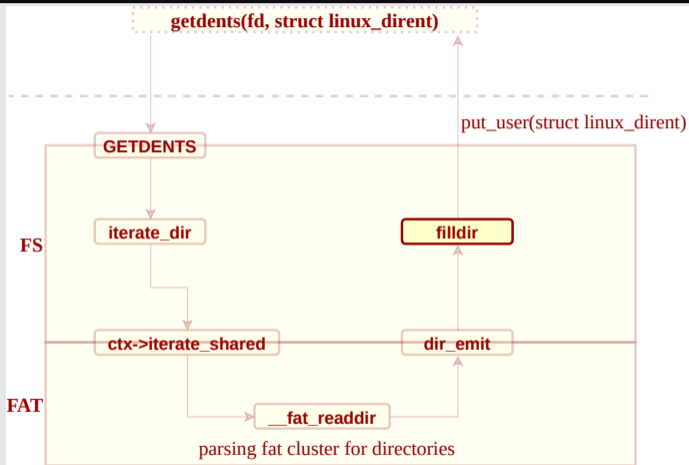 getdents(fd, struct linux_dirent)
put_user(struct linux_dirent)
GETDENTS
iterate_dir
filldir
FS
ctx->iterate_shared
dir_emit
FAT
__fat_readdir
parsing fat cluster for directories